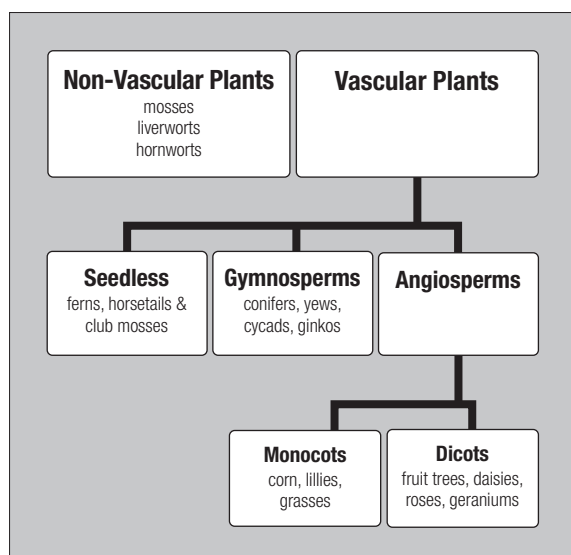 Non-Vascular Plants
mosses
liverworts
hornworts
Vascular Plants
Seedless
ferns, horsetails &
club mosses
Gymnosperms
conifers, yews,
cycads, ginkos
Angiosperms
Monocots
corn, lillies,
grasses
Dicots
fruit trees, daisies,
roses, geraniums